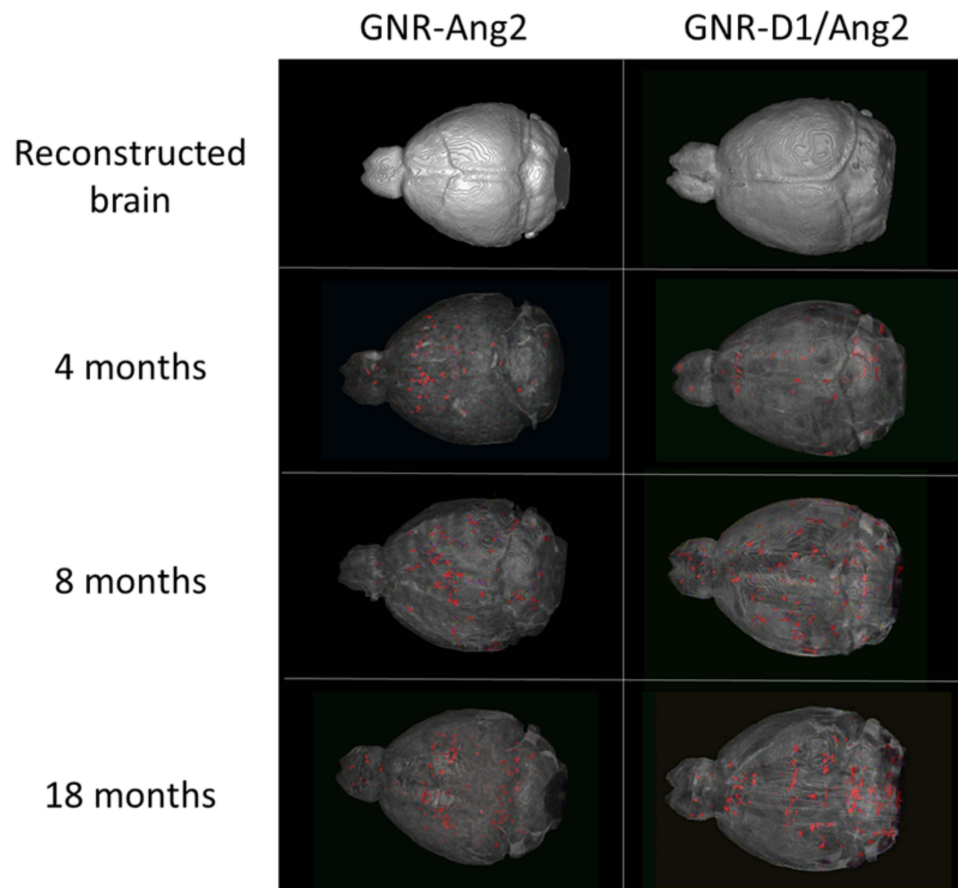 GNR-Ang2 GNR-D1/Ang2
Reconstructed
brain
4 months
8 months
18 months